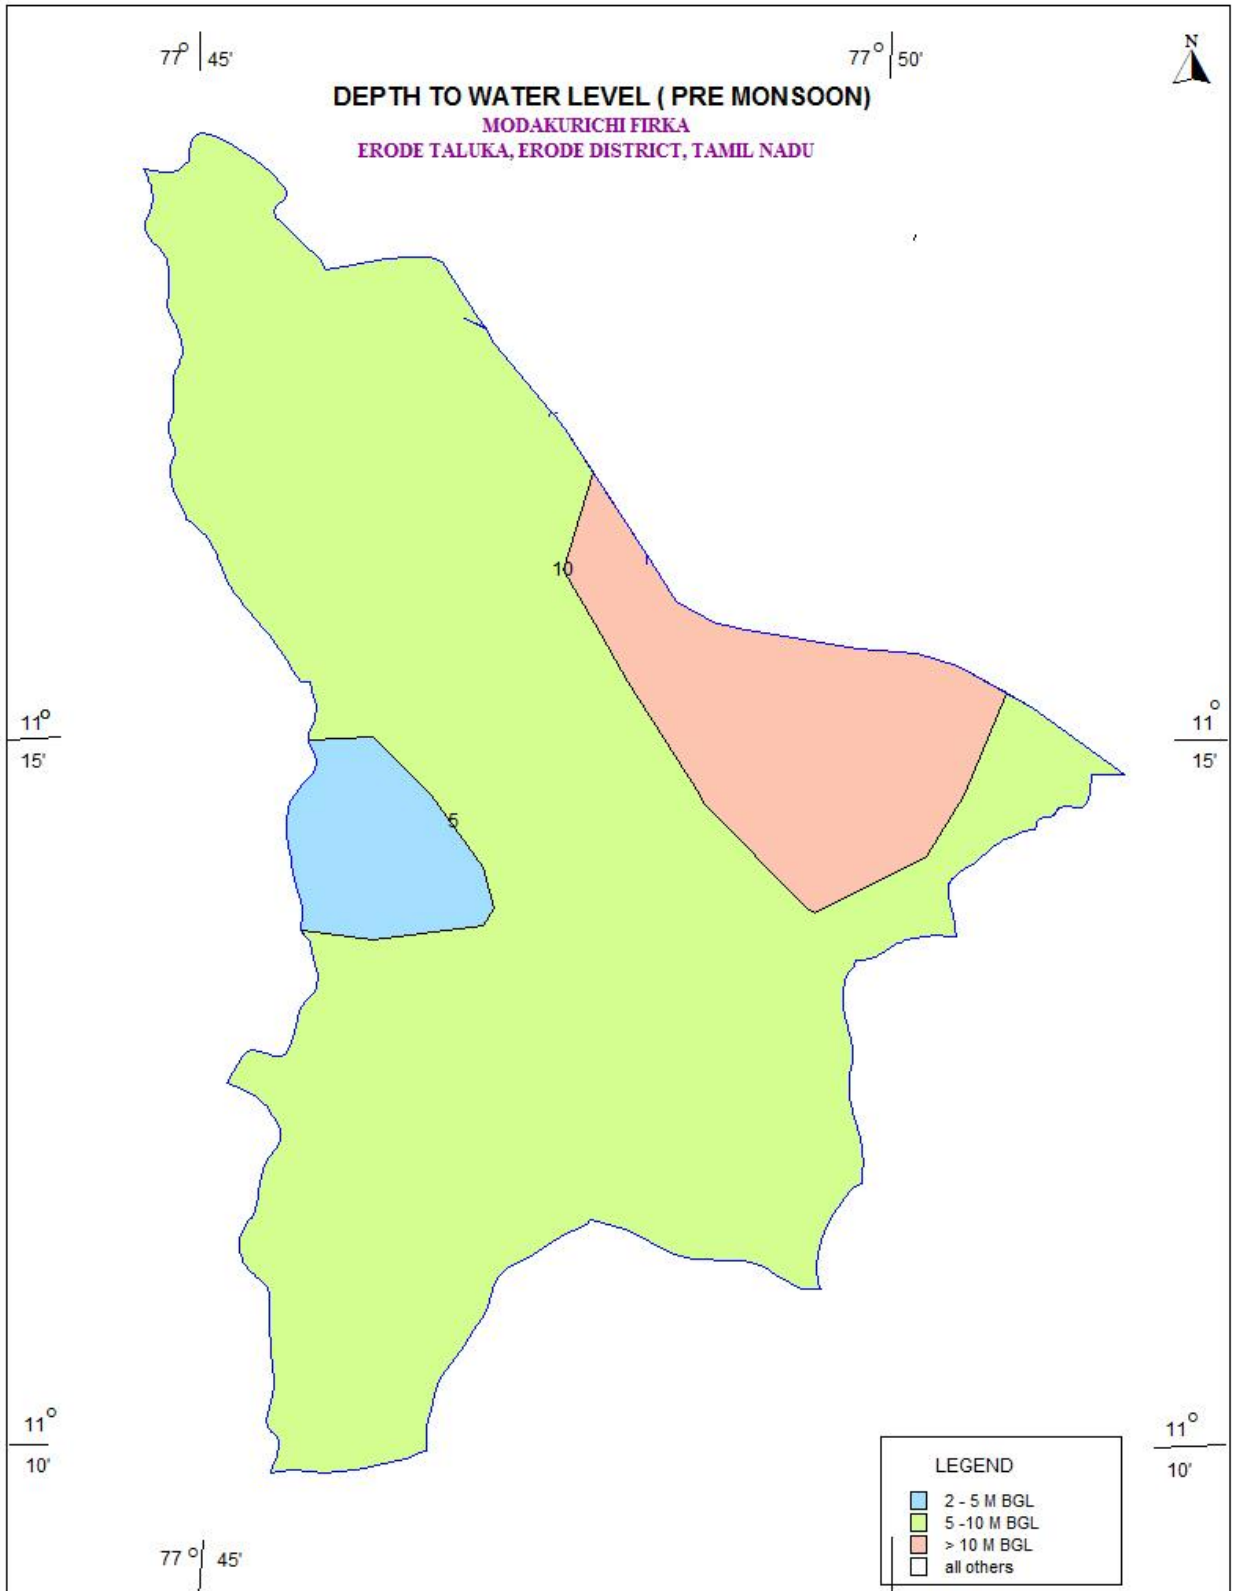 77° 45' 77° 50' N
DEPTH TO WATER LEVEL ( PRE MONSOON)
MODAKURICHI FIRKA
ERODE TALUKA, ERODE DISTRICT, TAMIL NADU
10
11° 11°
15' 15'
5
11° 11°
10' 10'
LEGEND
2 - 5 M BGL
5 -10 M BGL
> 10 M BGL
all others
77° 45'